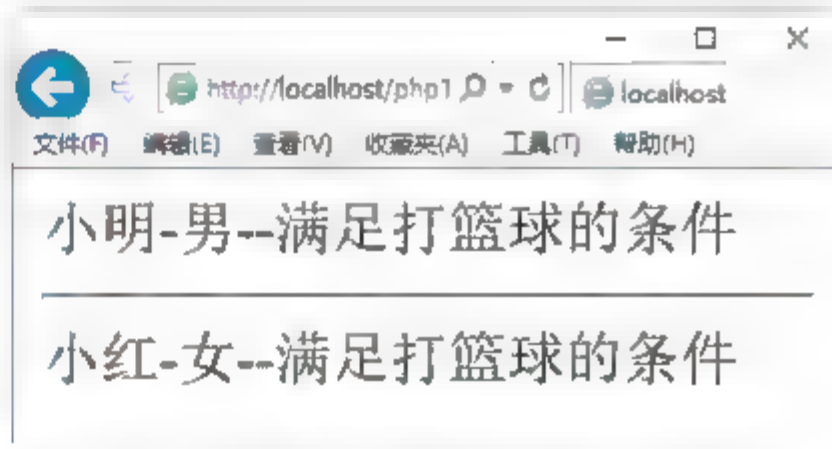 http://localhost/php1
localhost
文件(F) 编辑(E) 查看(V) 收藏夹(A) 工具(T) 帮助(H)
小明-男--满足打篮球的条件
小红-女--满足打篮球的条件